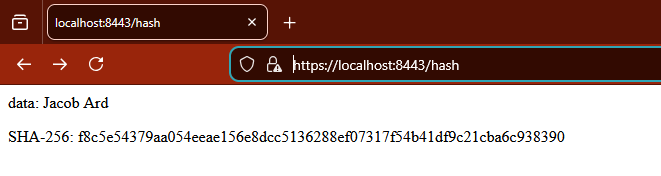 localhost:8443/hash
https://localhost:8443/hash
data: Jacob Ard
SHA-256: f8c5e54379aa054eeae156e8dcc5136288ef07317f54b41df9c21cba6c938390